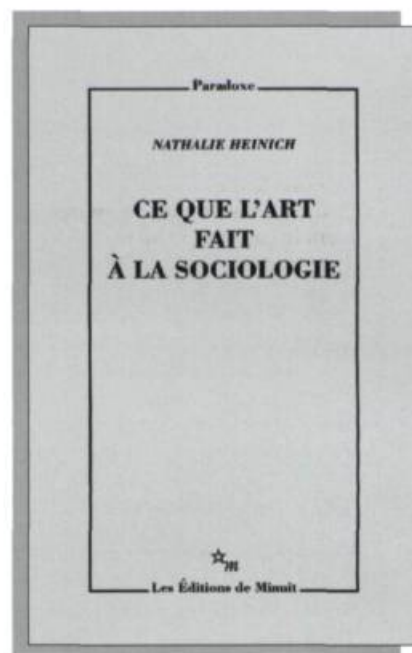 Paradoxe
NATHALIE HEINICH
CE QUE L'ART
FAIT
À LA SOCIOLOGIE
m
Les Éditions de Minuit